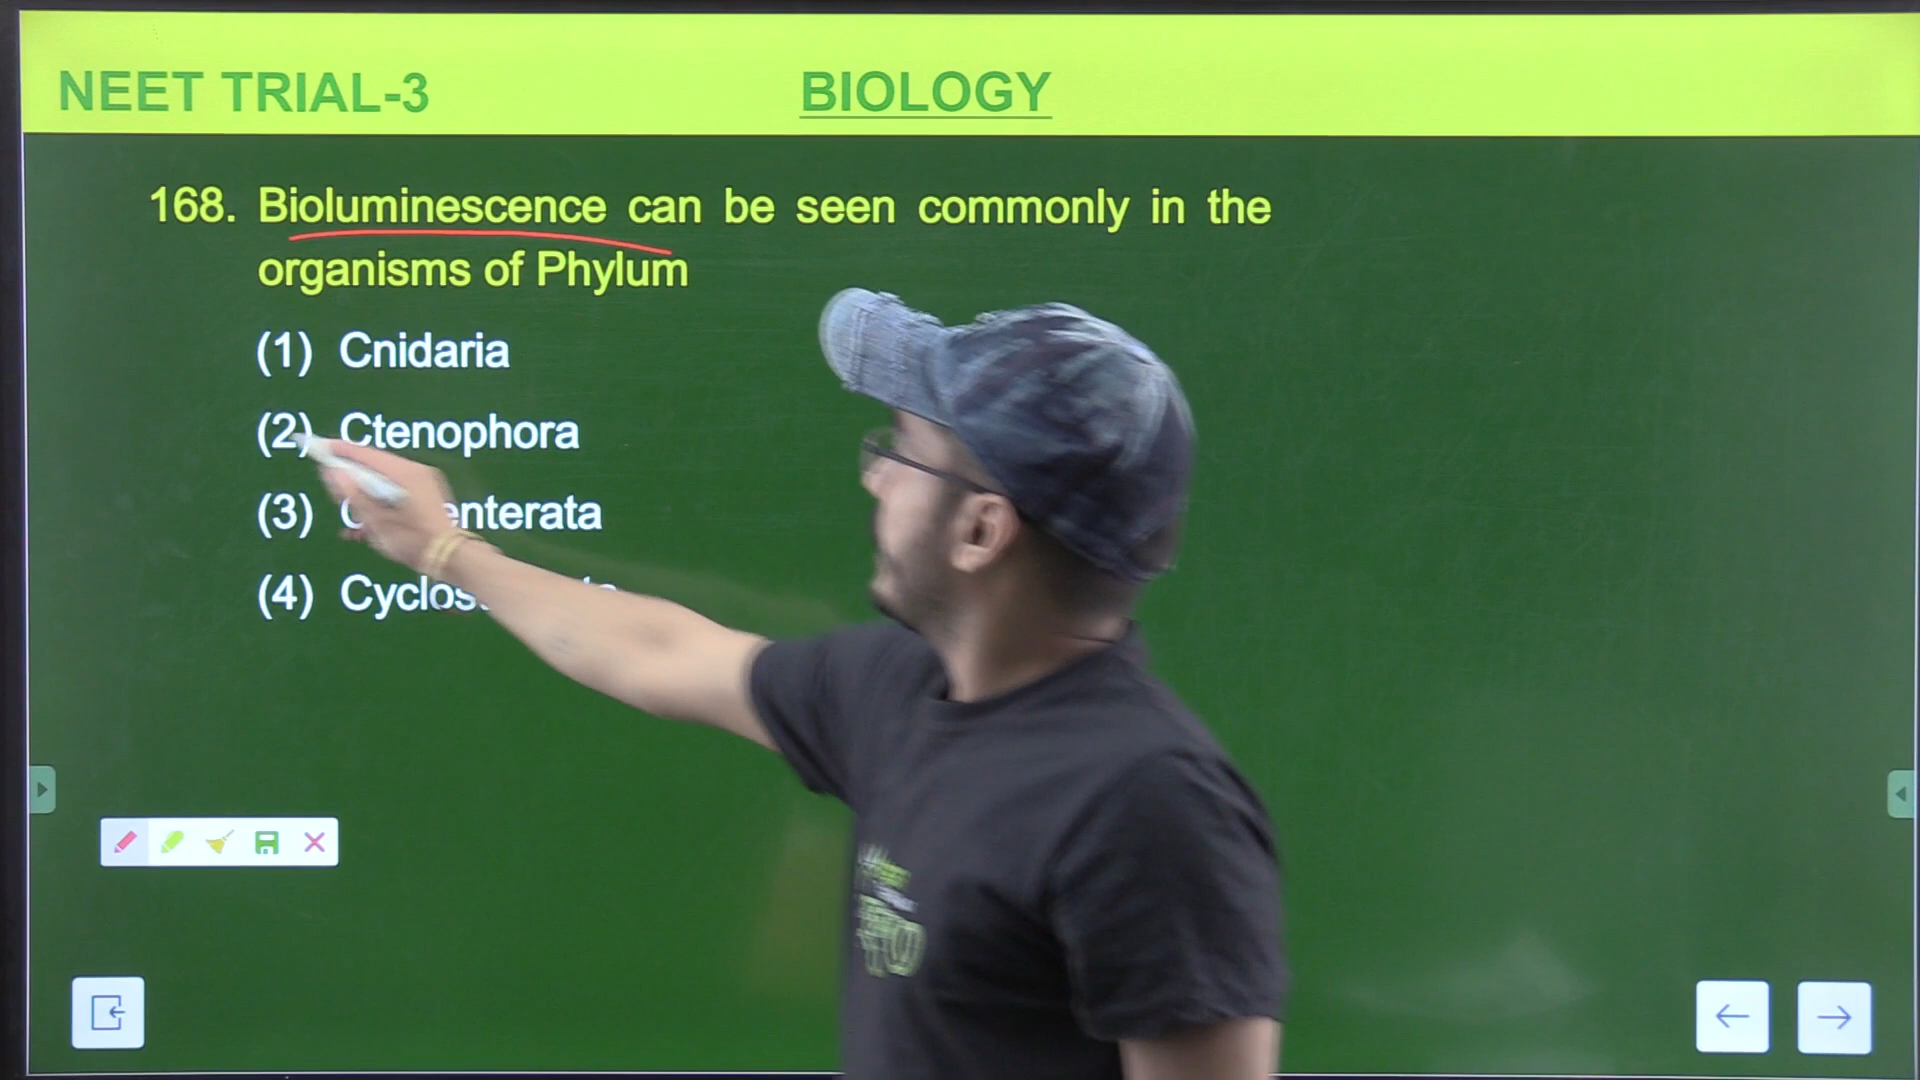 NEET TRIAL-3
BIOLOGY
168. Bioluminescence can be seen commonly in the
organisms of Phylum
(1) Cnidaria
(2) Ctenophora
(3)
(4)